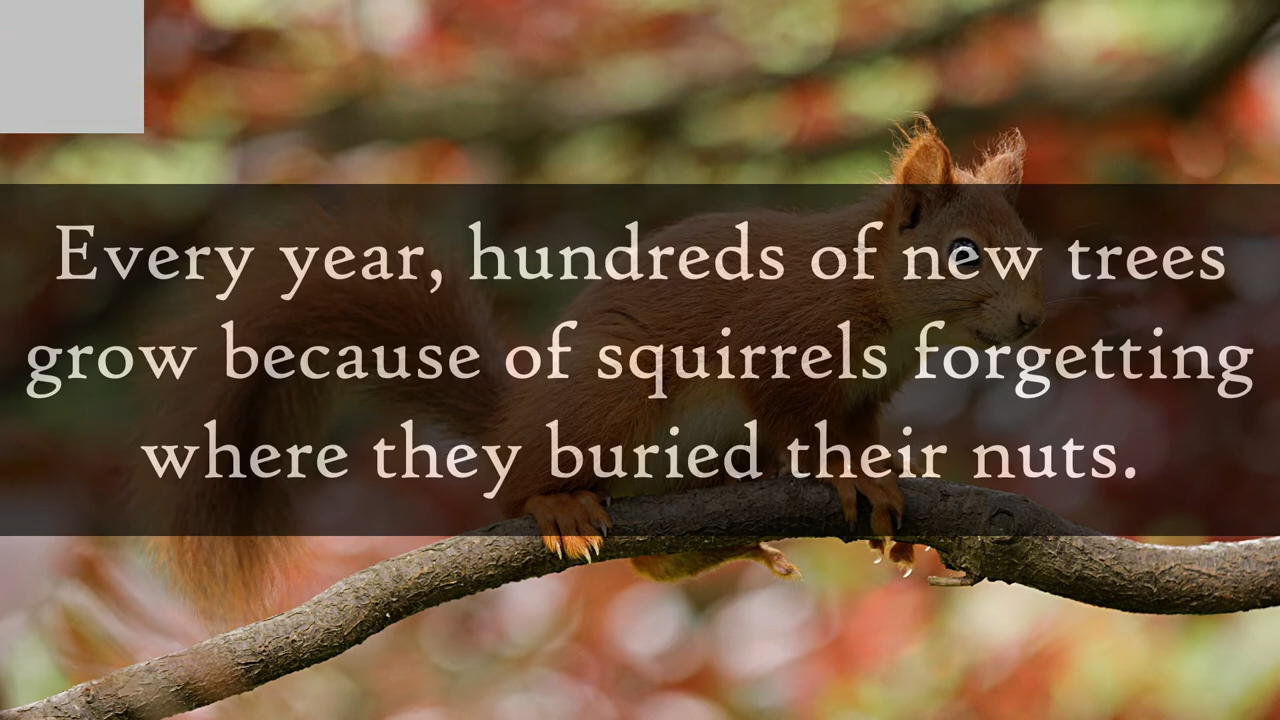 Every year, hundreds of new trees
grow because of squirrels forgetting
where they buried their nuts.